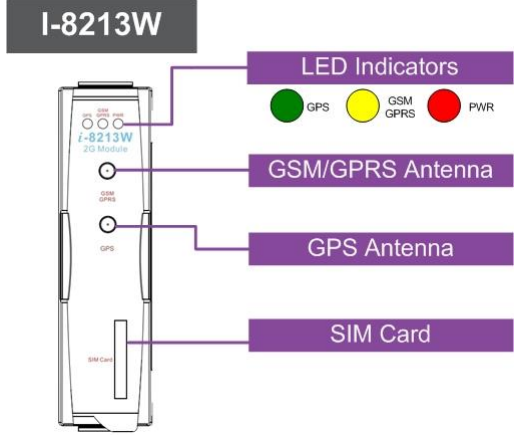 I-8213W
LED Indicators
GPS
GSM
GPRS
PWR
GPS
GSM
GPRS
PWR
i-8213W
2G Module
GSM/GPRS Antenna
GSM
GPRS
GPS Antenna
GPS
SIM Card
SIM Card